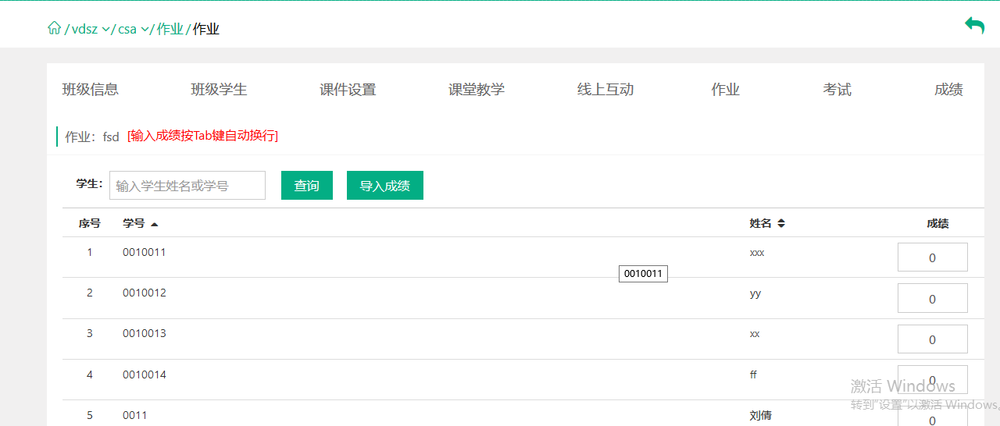 / vdsz / csa / 作业 / 作业
班级信息 班级学生 课件设置 课堂教学 线上互动 作业 考试 成绩
作业：fsd [输入成绩按Tab键自动换行]
学生： 输入学生姓名或学号 查询 导入成绩
序号 学号 姓名 成绩
1 0010011 xxx 0
0010011
2 0010012 yy 0
3 0010013 xx 0
4 0010014 ff 0
激活 Windows
转到"设置"以激活 Windows。
5 0011 刘倩 0